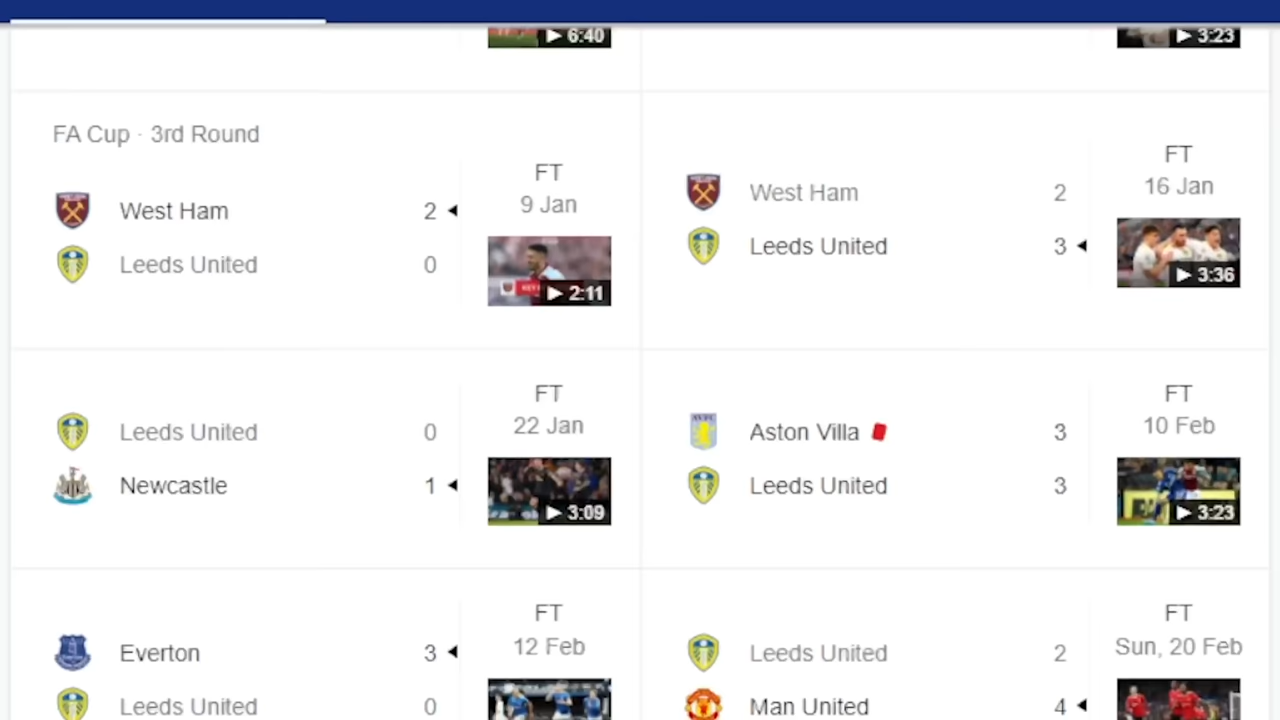 6:40
3:23
FA Cup · 3rd Round
FT
9 Jan
West Ham 2
Leeds United 0
2:11
FT
16 Jan
West Ham 2
Leeds United 3
3:36
FT
22 Jan
Leeds United 0
Newcastle 1
3:09
FT
10 Feb
Aston Villa 3
Leeds United 3
3:23
FT
12 Feb
Everton 3
Leeds United 0
FT
Sun, 20 Feb
Leeds United 2
Man United 4